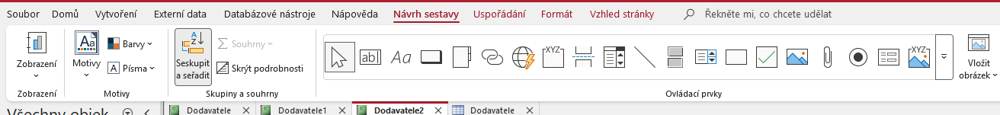 Soubor Domů Vytvoření Externí data Databázové nástroje Nápověda Návrh sestavy Uspořádání Formát Vzhled stránky Řekněte mi, co chcete udělat
Zobrazení
Motivy
Aa
Barvy
A Písma
A
Z
Seskupit
a seřadit
Souhrny
Skrýt podrobnosti
ab
Aa
XYZ
XYZ
Vložit
obrázek
Zobrazení Motivy Skupiny a souhrny Ovládací prvky
Všechny objek
Dodavatele Dodavatele1 Dodavatele2 Dodavatele